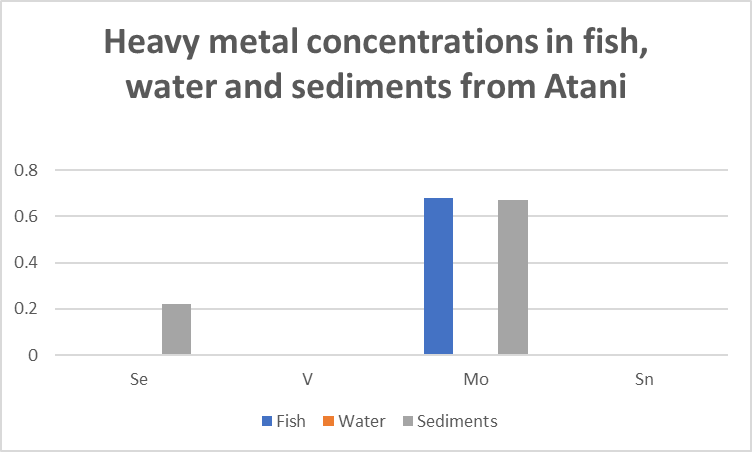 Heavy metal concentrations in fish,
water and sediments from Atani
0.8
0.6
0.4
0.2
0
Se V Mo Sn
Fish Water Sediments